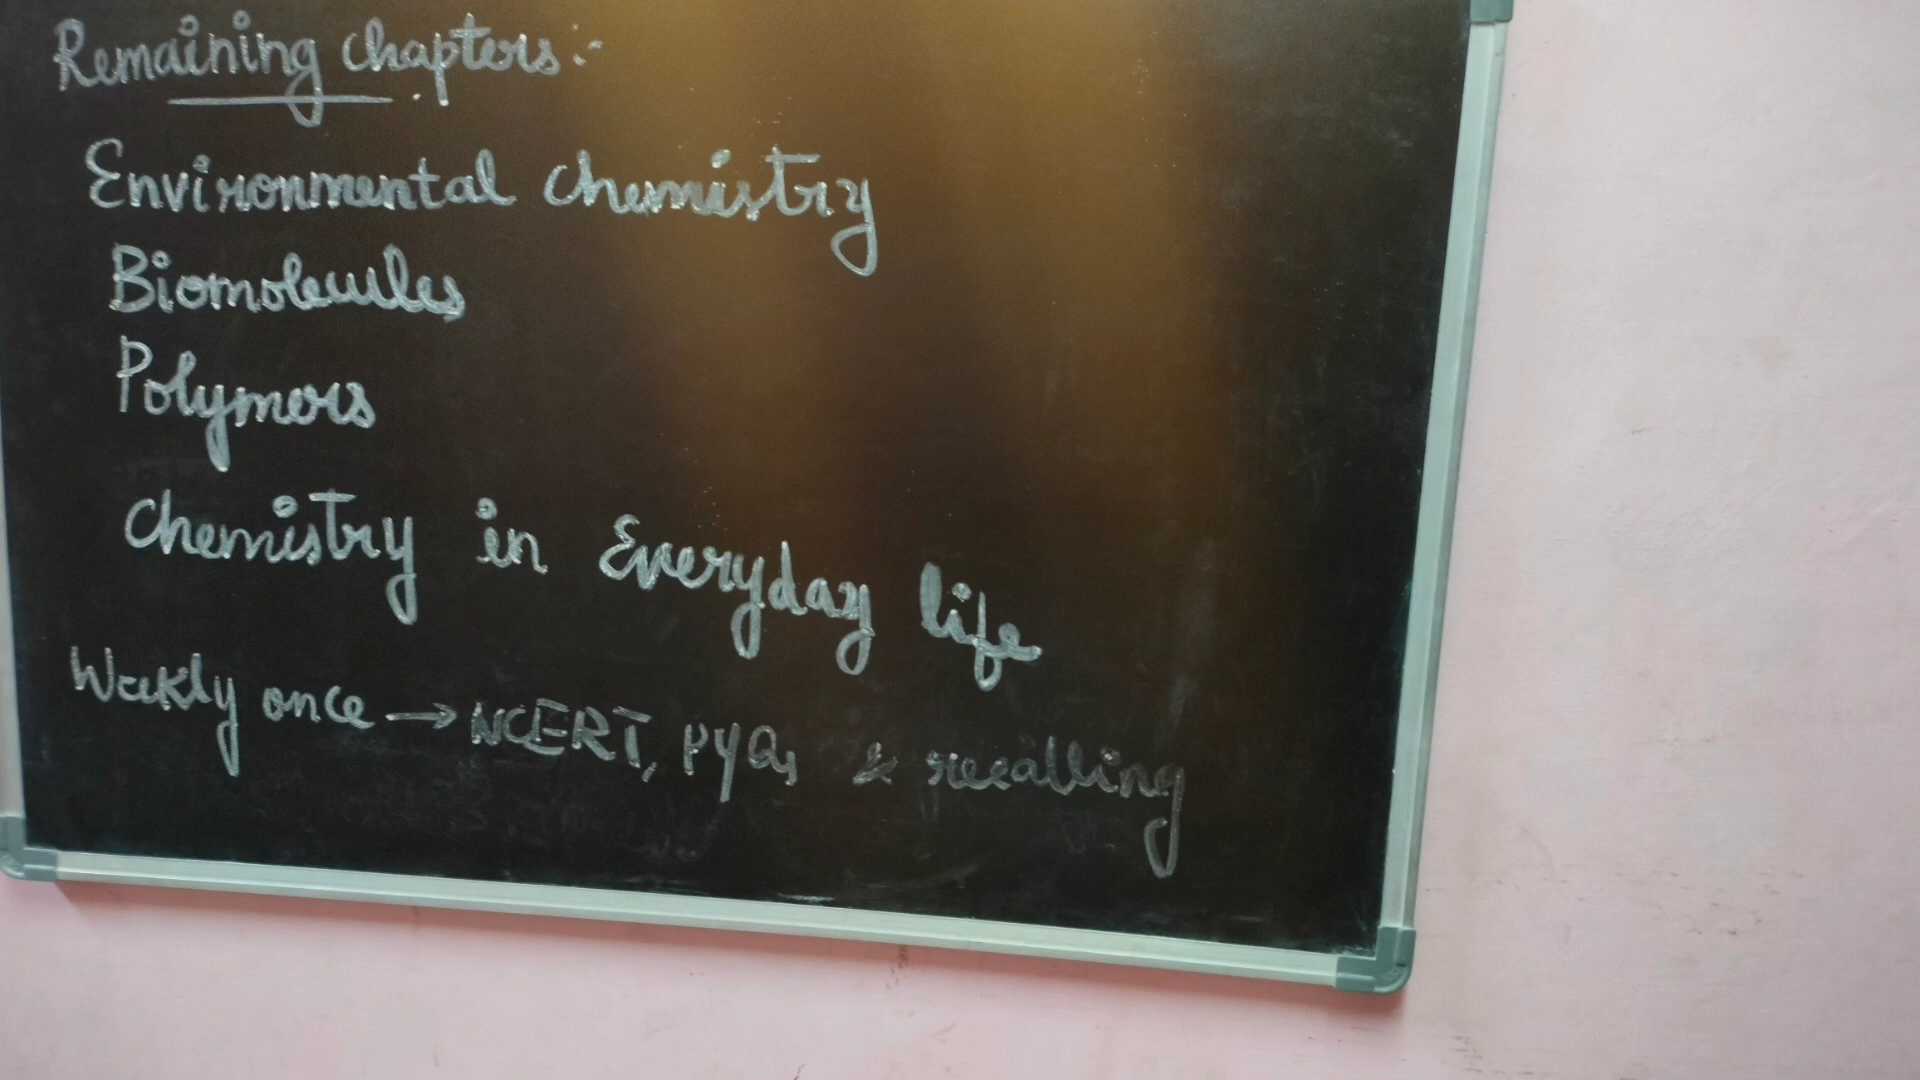 Remaining chapters :-
Environmental chemistry
Biomolecules
Polymers
Chemistry in Everyday life
Weekly once → NCERT, PYQs & recalling